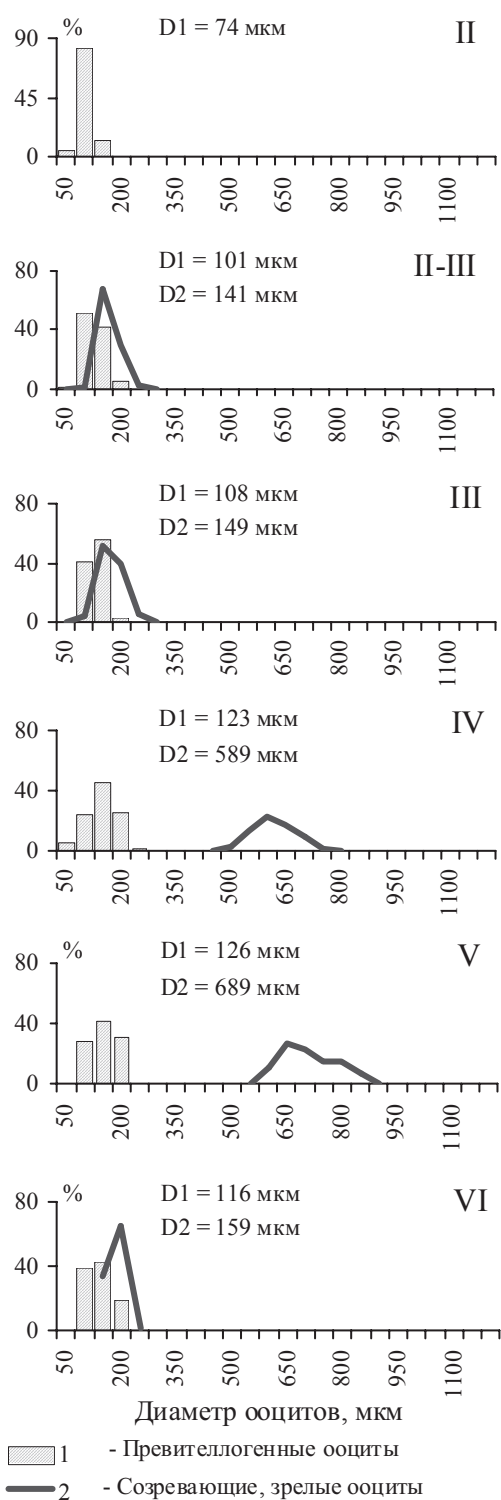 % D1 = 74 мкм II
90
45
0
50 200 350 500 650 800 950 1100
D1 = 101 мкм II-III
80 D2 = 141 мкм
40
0
50 200 350 500 650 800 950 1100
D1 = 108 мкм III
80 D2 = 149 мкм
40
0
50 200 350 500 650 800 950 1100
D1 = 123 мкм IV
80 D2 = 589 мкм
40
0
50 200 350 500 650 800 950 1100
% D1 = 126 мкм V
80 D2 = 689 мкм
40
0
50 200 350 500 650 800 950 1100
% D1 = 116 мкм VI
80 D2 = 159 мкм
40
0
50 200 350 500 650 800 950 1100
Диаметр ооцитов, мкм
1 - Превителлогенные ооциты
2 - Созревающие, зрелые ооциты